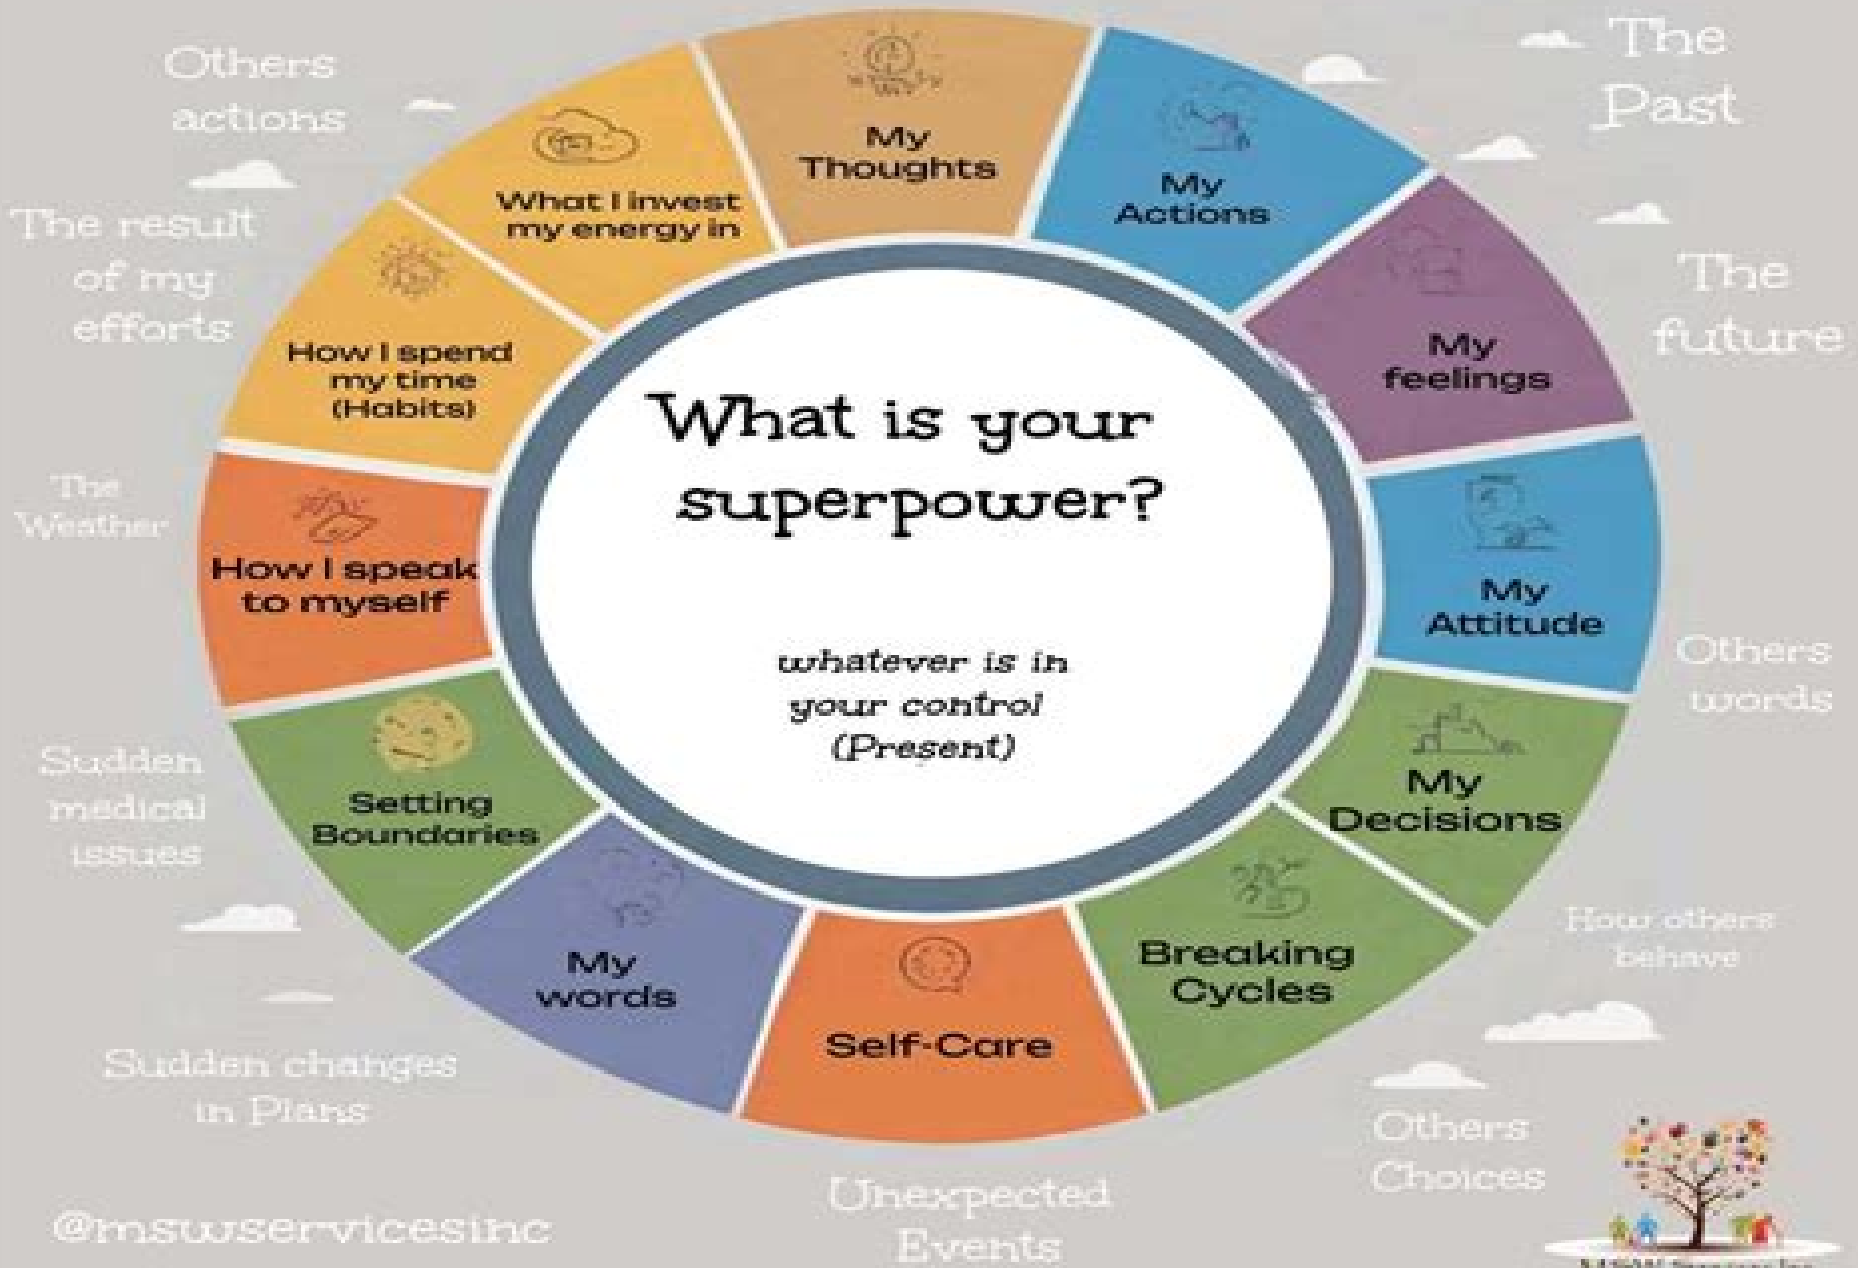 What is your
superpower?
whatever is in
your control
(Present)
My
Thoughts
My
Actions
My
feelings
My
Attitude
My
Decisions
Breaking
Cycles
Self-Care
My
words
Setting
Boundaries
How I speak
to myself
How I spend
my time
(Habits)
What I invest
my energy in
The
Past
The
future
Others
words
How others
behave
Others
Choices
Unexpected
Events
Sudden changes
in Plans
Sudden
medical
issues
The
Weather
The result
of my
efforts
Others
actions
@mswservicesinc